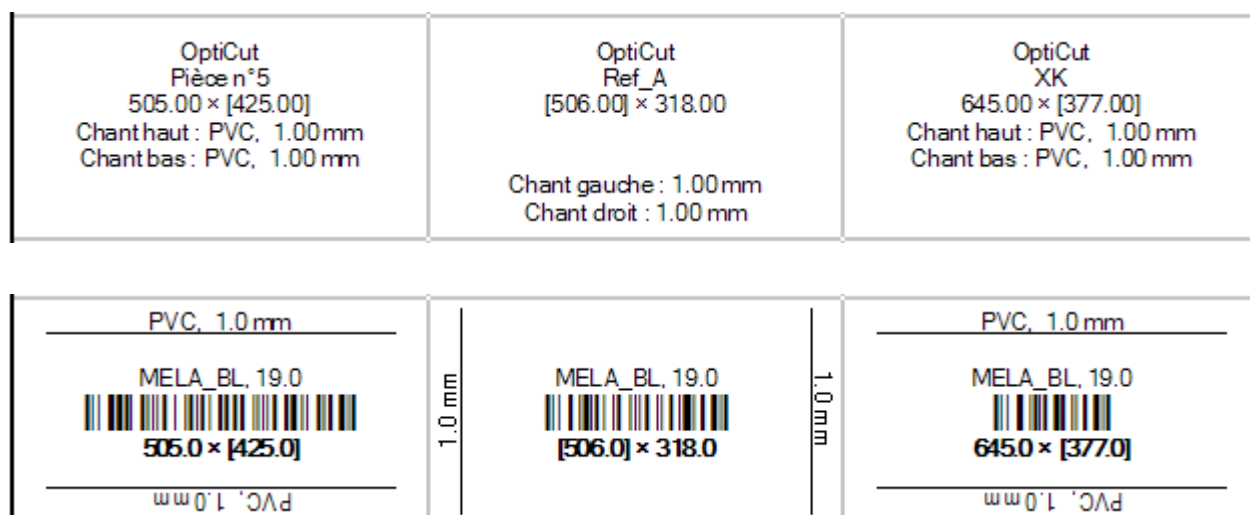 OptiCut
Pièce n°5
505.00 × [425.00]
Chant haut : PVC, 1.00 mm
Chant bas : PVC, 1.00 mm
OptiCut
Ref_A
[506.00] × 318.00
Chant gauche : 1.00 mm
Chant droit : 1.00 mm
OptiCut
XK
645.00 × [377.00]
Chant haut : PVC, 1.00 mm
Chant bas : PVC, 1.00 mm
PVC, 1.0 mm
MELA_BL, 19.0
505.0 × [425.0]
PVC, 1.0 mm
1.0 mm
MELA_BL, 19.0
[506.0] × 318.0
1.0 mm
PVC, 1.0 mm
MELA_BL, 19.0
645.0 × [377.0]
PVC, 1.0 mm